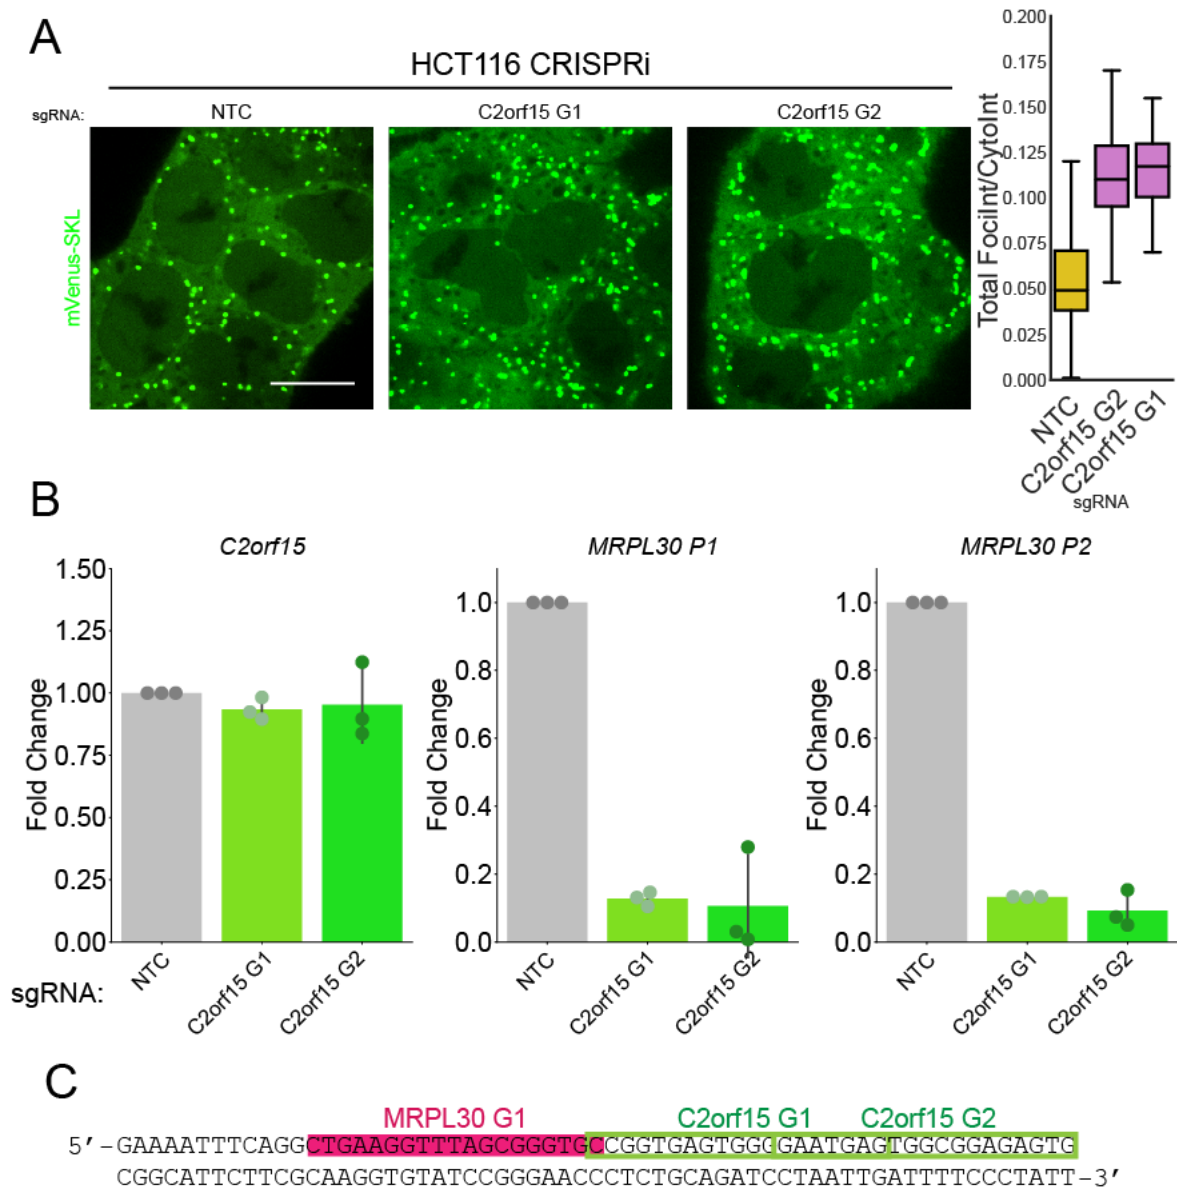 A
HCT116 CRISPRi
sgRNA:
NTC
C2orf15 G1
C2orf15 G2
mVenus-SKL
Total FociInt/CytoInt
0.200
0.175
0.150
0.125
0.100
0.075
0.050
0.025
0.000
NTC
C2orf15 G2
C2orf15 G1
sgRNA
B
C2orf15
Fold Change
1.50
1.25
1.00
0.75
0.50
0.25
0.00
NTC
C2orf15 G1
C2orf15 G2
MRPL30 P1
Fold Change
1.0
0.8
0.6
0.4
0.2
0.0
NTC
C2orf15 G1
C2orf15 G2
MRPL30 P2
Fold Change
1.0
0.8
0.6
0.4
0.2
0.0
NTC
C2orf15 G1
C2orf15 G2
sgRNA:
C
MRPL30 G1 C2orf15 G1 C2orf15 G2
5’-GAAAATTTCAGGCTGAAGGTTTAGCGGGTGCCGGTGAGTGGGGAATGAGTGGCGGAGAGTG
CGGCATTCTTCGCAAGGTGTATCCGGGAACCCTCTGCAGATCCTAATTGATTTTCCCTATT-3’